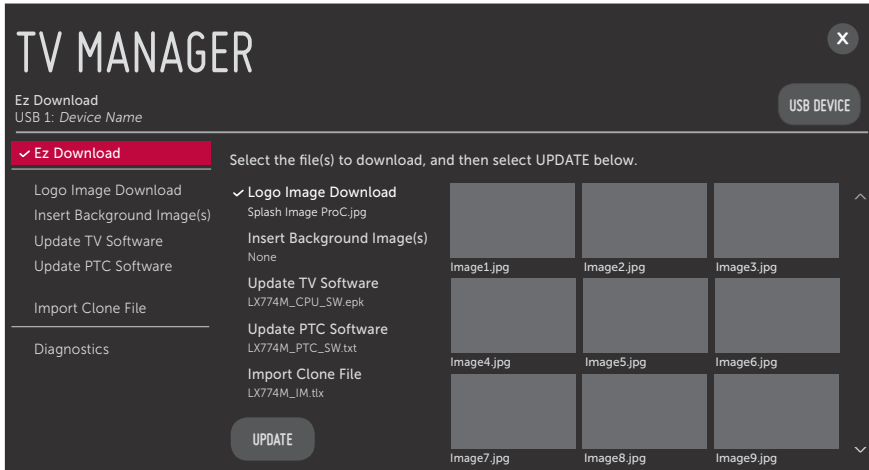 TV MANAGER
X
Ez Download
USB 1: Device Name
USB DEVICE
Ez Download
Logo Image Download
Insert Background Image(s)
Update TV Software
Update PTC Software
Import Clone File
Diagnostics
Select the file(s) to download, and then select UPDATE below.
Logo Image Download
Splash Image ProC.jpg
Insert Background Image(s)
None
Update TV Software
LX774M_CPU_SW.epk
Update PTC Software
LX774M_PTC_SW.txt
Import Clone File
LX774M_IM.tlx
UPDATE
Image1.jpg
Image2.jpg
Image3.jpg
Image4.jpg
Image5.jpg
Image6.jpg
Image7.jpg
Image8.jpg
Image9.jpg